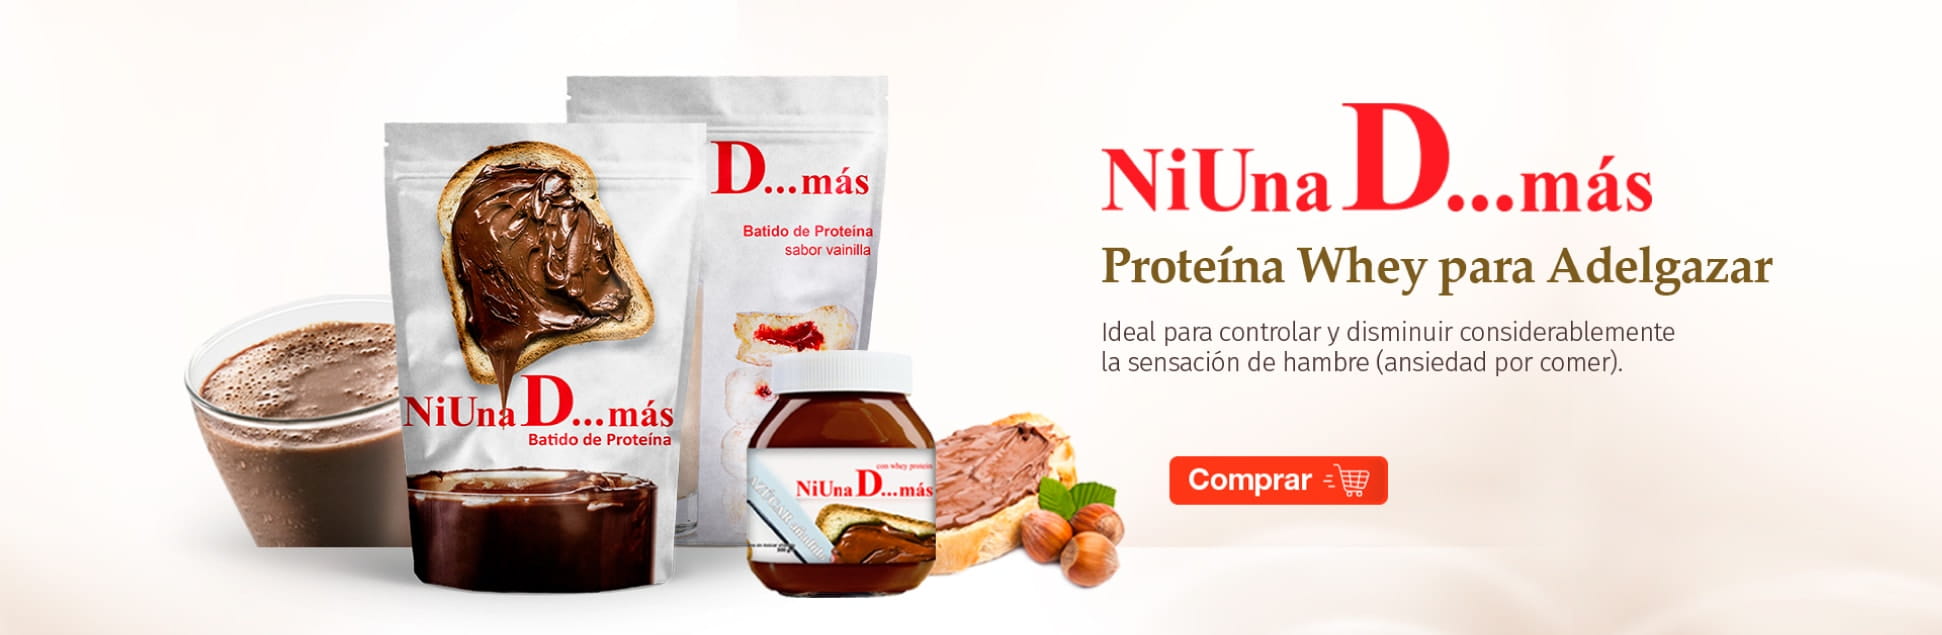 NiUna D...más
Proteína Whey para Adelgazar
Ideal para controlar y disminuir considerablemente
la sensación de hambre (ansiedad por comer).
Comprar
D...más
Batido de Proteína
sabor vainilla
NiUna D...más
Batido de Proteína
con whey protein
NiUna D...más
AZÚCAR